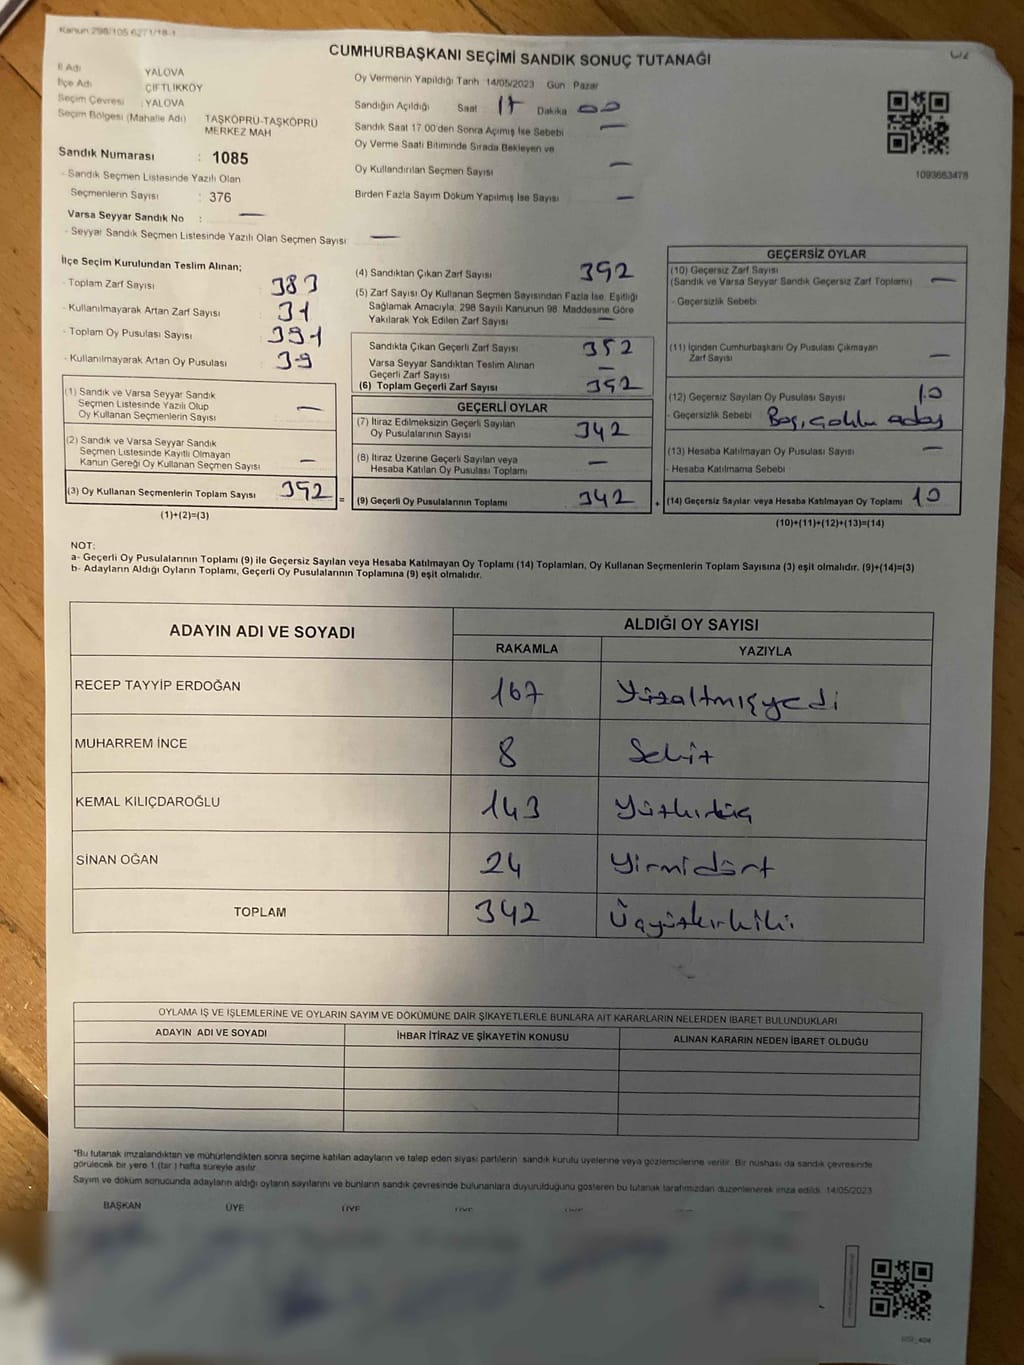 Kanun 298/105 6271/18-1
CUMHURBAŞKANI SEÇİMİ SANDIK SONUÇ TUTANAĞI
İl Adı YALOVA
İlçe Adı ÇİFTLİKKÖY
Seçim Çevresi : YALOVA
Seçim Bölgesi (Mahalle Adı) TAŞKÖPRÜ-TAŞKÖPRÜ
MERKEZ MAH
Sandık Numarası : 1085
- Sandık Seçmen Listesinde Yazılı Olan
Seçmenlerin Sayısı : 376
Varsa Seyyar Sandık No : —
- Seyyar Sandık Seçmen Listesinde Yazılı Olan Seçmen Sayısı —
Oy Vermenin Yapıldığı Tarih 14/05/2023 Gün Pazar
Sandığın Açıldığı Saat 17 Dakika 00
Sandık Saat 17 00'den Sonra Açımış İse Sebebi —
Oy Verme Saati Bitiminde Sırada Bekleyen ve
Oy Kullandırılan Seçmen Sayısı —
Birden Fazla Sayım Döküm Yapılmış İse Sayısı —
1093663478
İlçe Seçim Kurulundan Teslim Alınan;
- Toplam Zarf Sayısı 383
- Kullanılmayarak Artan Zarf Sayısı 31
- Toplam Oy Pusulası Sayısı 391
- Kullanılmayarak Artan Oy Pusulası 39
(1) Sandık ve Varsa Seyyar Sandık
Seçmen Listesinde Yazılı Olup
Oy Kullanan Seçmenlerin Sayısı —
(2) Sandık ve Varsa Seyyar Sandık
Seçmen Listesinde Kayıtlı Olmayan
Kanun Gereği Oy Kullanan Seçmen Sayısı —
(3) Oy Kullanan Seçmenlerin Toplam Sayısı 392 =
(1)+(2)=(3)
(4) Sandıktan Çıkan Zarf Sayısı 392
(5) Zarf Sayısı Oy Kullanan Seçmen Sayısından Fazla İse, Eşitliği
Sağlamak Amacıyla, 298 Sayılı Kanunun 98. Maddesine Göre
Yakılarak Yok Edilen Zarf Sayısı —
Sandıkta Çıkan Geçerli Zarf Sayısı 352
Varsa Seyyar Sandıktan Teslim Alınan
Geçerli Zarf Sayısı —
(6) Toplam Geçerli Zarf Sayısı 352
GEÇERLİ OYLAR
(7) İtiraz Edilmeksizin Geçerli Sayılan
Oy Pusulalarının Sayısı 342
(8) İtiraz Üzerine Geçerli Sayılan veya
Hesaba Katılan Oy Pusulası Toplamı —
(9) Geçerli Oy Pusulalarının Toplamı 342 +
GEÇERSİZ OYLAR
(10) Geçersiz Zarf Sayısı
(Sandık ve Varsa Seyyar Sandık Geçersiz Zarf Toplamı) —
- Geçersizlik Sebebi
(11) İçinden Cumhurbaşkanı Oy Pusulası Çıkmayan
Zarf Sayısı —
(12) Geçersiz Sayılan Oy Pusulası Sayısı 10
- Geçersizlik Sebebi Boş,
(13) Hesaba Katılmayan Oy Pusulası Sayısı —
- Hesaba Katılmama Sebebi
(14) Geçersiz Sayılar veya Hesaba Katılmayan Oy Toplamı 10
(10)+(11)+(12)+(13)=(14)
NOT:
a- Geçerli Oy Pusulalarının Toplamı (9) ile Geçersiz Sayılan veya Hesaba Katılmayan Oy Toplamı (14) Toplamları, Oy Kullanan Seçmenlerin Toplam Sayısına (3) eşit olmalıdır. (9)+(14)=(3)
b- Adayların Aldığı Oyların Toplamı, Geçerli Oy Pusulalarının Toplamına (9) eşit olmalıdır.
ADAYIN ADI VE SOYADI ALDIĞI OY SAYISI
RAKAMLA YAZIYLA
RECEP TAYYİP ERDOĞAN 167 Yüzaltmışyedi
MUHARREM İNCE 8 Sekiz
KEMAL KILIÇDAROĞLU 143 Yüzkırküç
SİNAN OĞAN 24 Yirmidört
TOPLAM 342 Üçyüzkırkiki
OYLAMA İŞ VE İŞLEMLERİNE VE OYLARIN SAYIM VE DÖKÜMÜNE DAİR ŞİKAYETLERLE BUNLARA AİT KARARLARIN NELERDEN İBARET BULUNDUKLARI
ADAYIN ADI VE SOYADI İHBAR İTİRAZ VE ŞİKAYETİN KONUSU ALINAN KARARIN NEDEN İBARET OLDUĞU
*Bu tutanak imzalandıktan ve mühürlendikten sonra seçime katılan adayların ve talep eden siyasi partilerin sandık kurulu üyelerine veya gözlemcilerine verilir. Bir nüshası da sandık çevresinde
görülecek bir yere 1 (bir ) hafta süreyle asılır.
Sayım ve döküm sonucunda adayların aldığı oyların sayılarını ve bunların sandık çevresinde bulunanlara duyurulduğunu gösteren bu tutanak tarafımızdan düzenlenerek imza edildi. 14/05/2023
BAŞKAN ÜYE ÜYE ÜYE